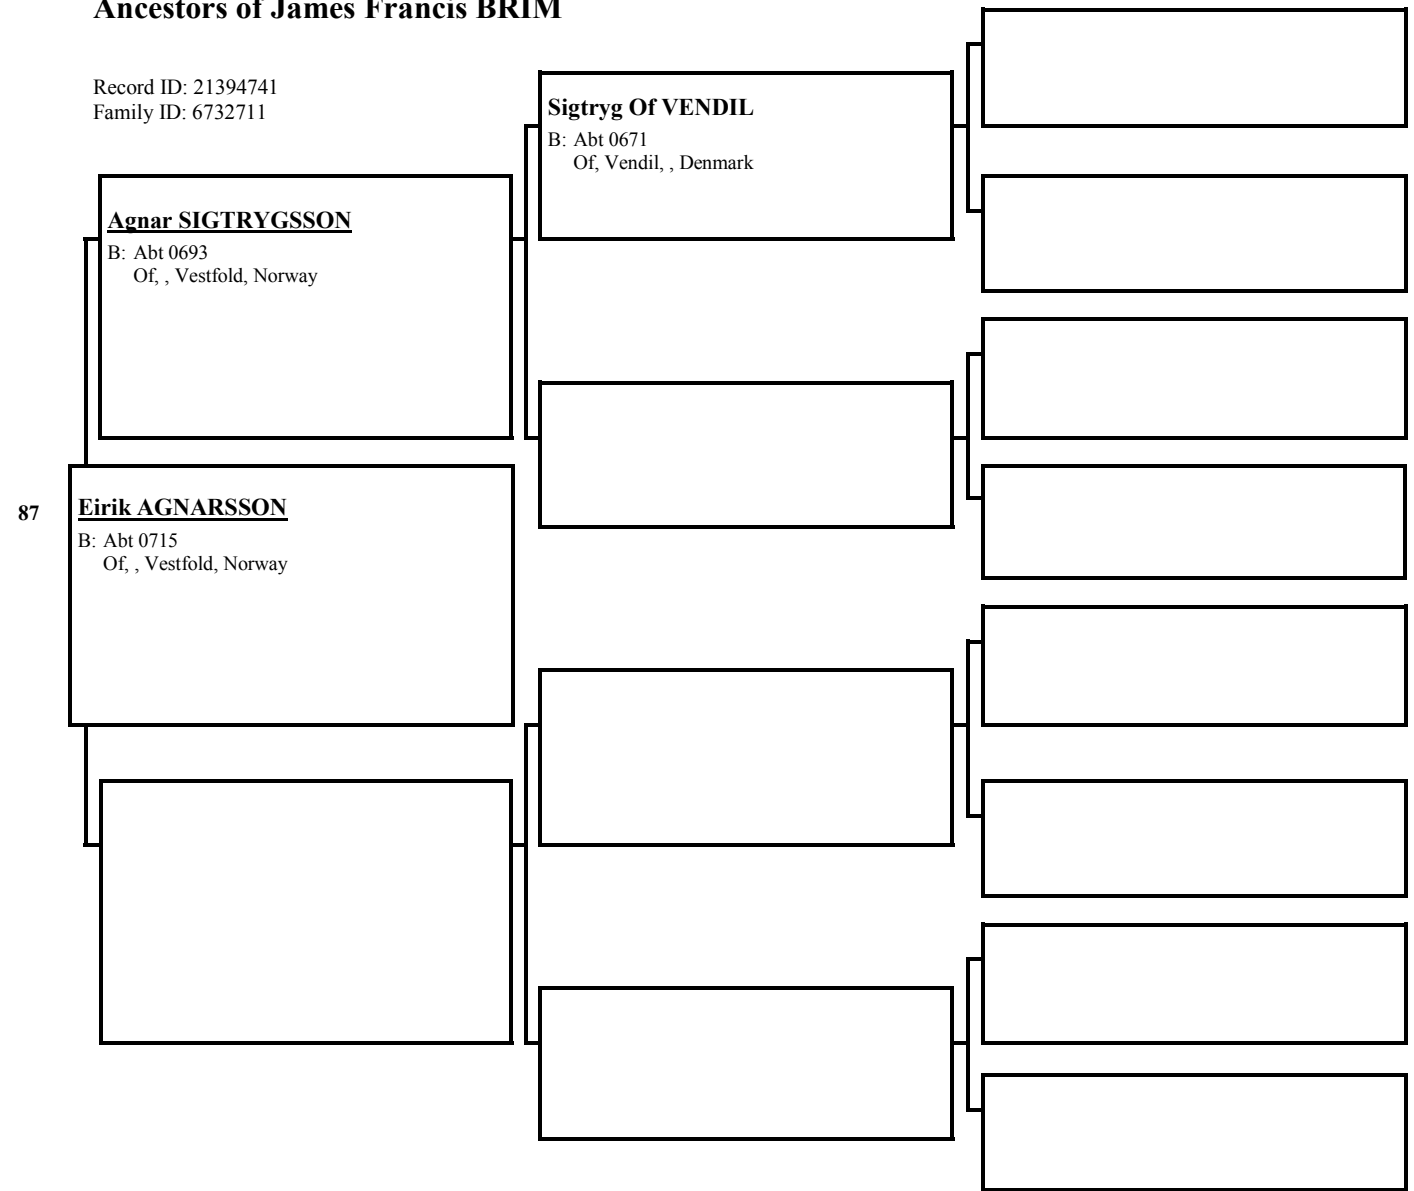 Ancestors of James Francis BRIM
Record ID: 21394741
Family ID: 6732711
Sigtryg Of VENDIL
B: Abt 0671
Of, Vendil, , Denmark
Agnar SIGTRYGSSON
B: Abt 0693
Of, , Vestfold, Norway
87
Eirik AGNARSSON
B: Abt 0715
Of, , Vestfold, Norway